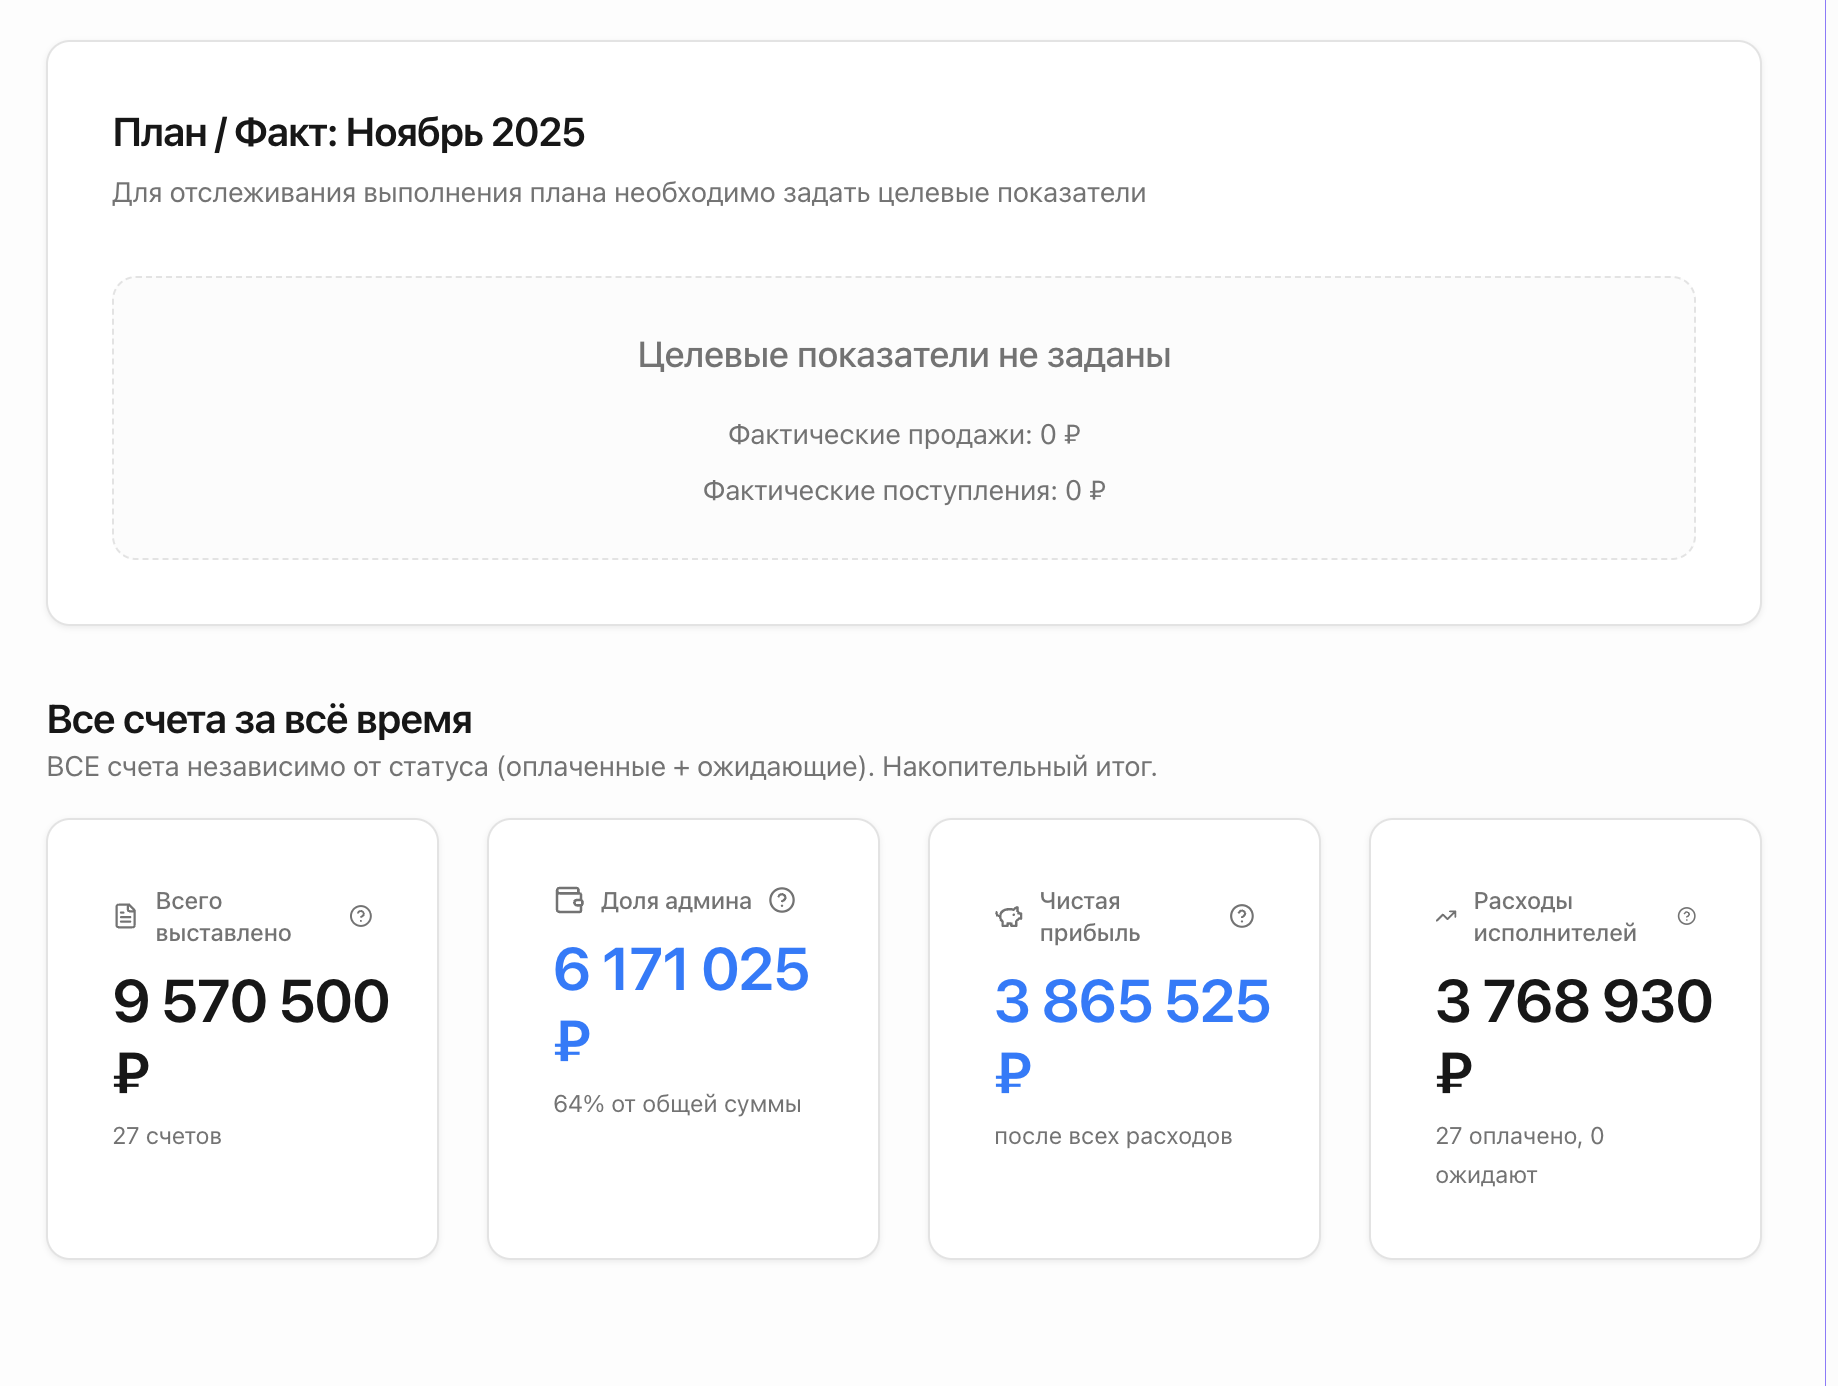 План / Факт: Ноябрь 2025
Для отслеживания выполнения плана необходимо задать целевые показатели
Целевые показатели не заданы
Фактические продажи: 0 ₽
Фактические поступления: 0 ₽
Все счета за всё время
ВСЕ счета независимо от статуса (оплаченные + ожидающие). Накопительный итог.
Всего
выставлено
9 570 500
₽
27 счетов
Доля админа
6 171 025
₽
64% от общей суммы
Чистая
прибыль
3 865 525
₽
после всех расходов
Расходы
исполнителей
3 768 930
₽
27 оплачено, 0
ожидают